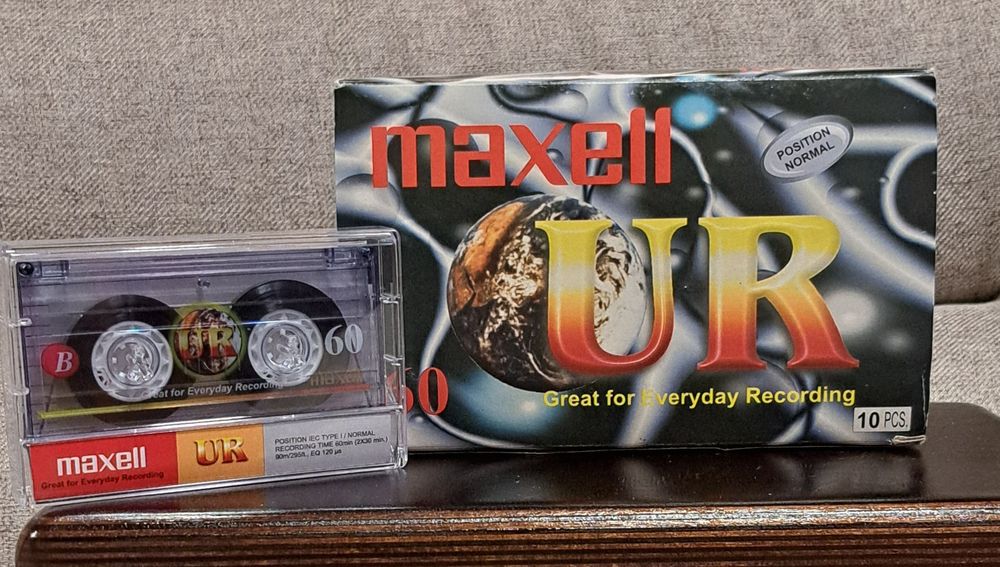 maxell
POSITION
NORMAL
UR
60
Great for Everyday Recording
10 PCS.
B
UR
60
Great for Everyday Recording
maxell
maxell
Great for Everyday Recording
UR
POSITION IEC TYPE I / NORMAL
RECORDING TIME 60min (2X30 min.)
90m/295ft., EQ 120 µs